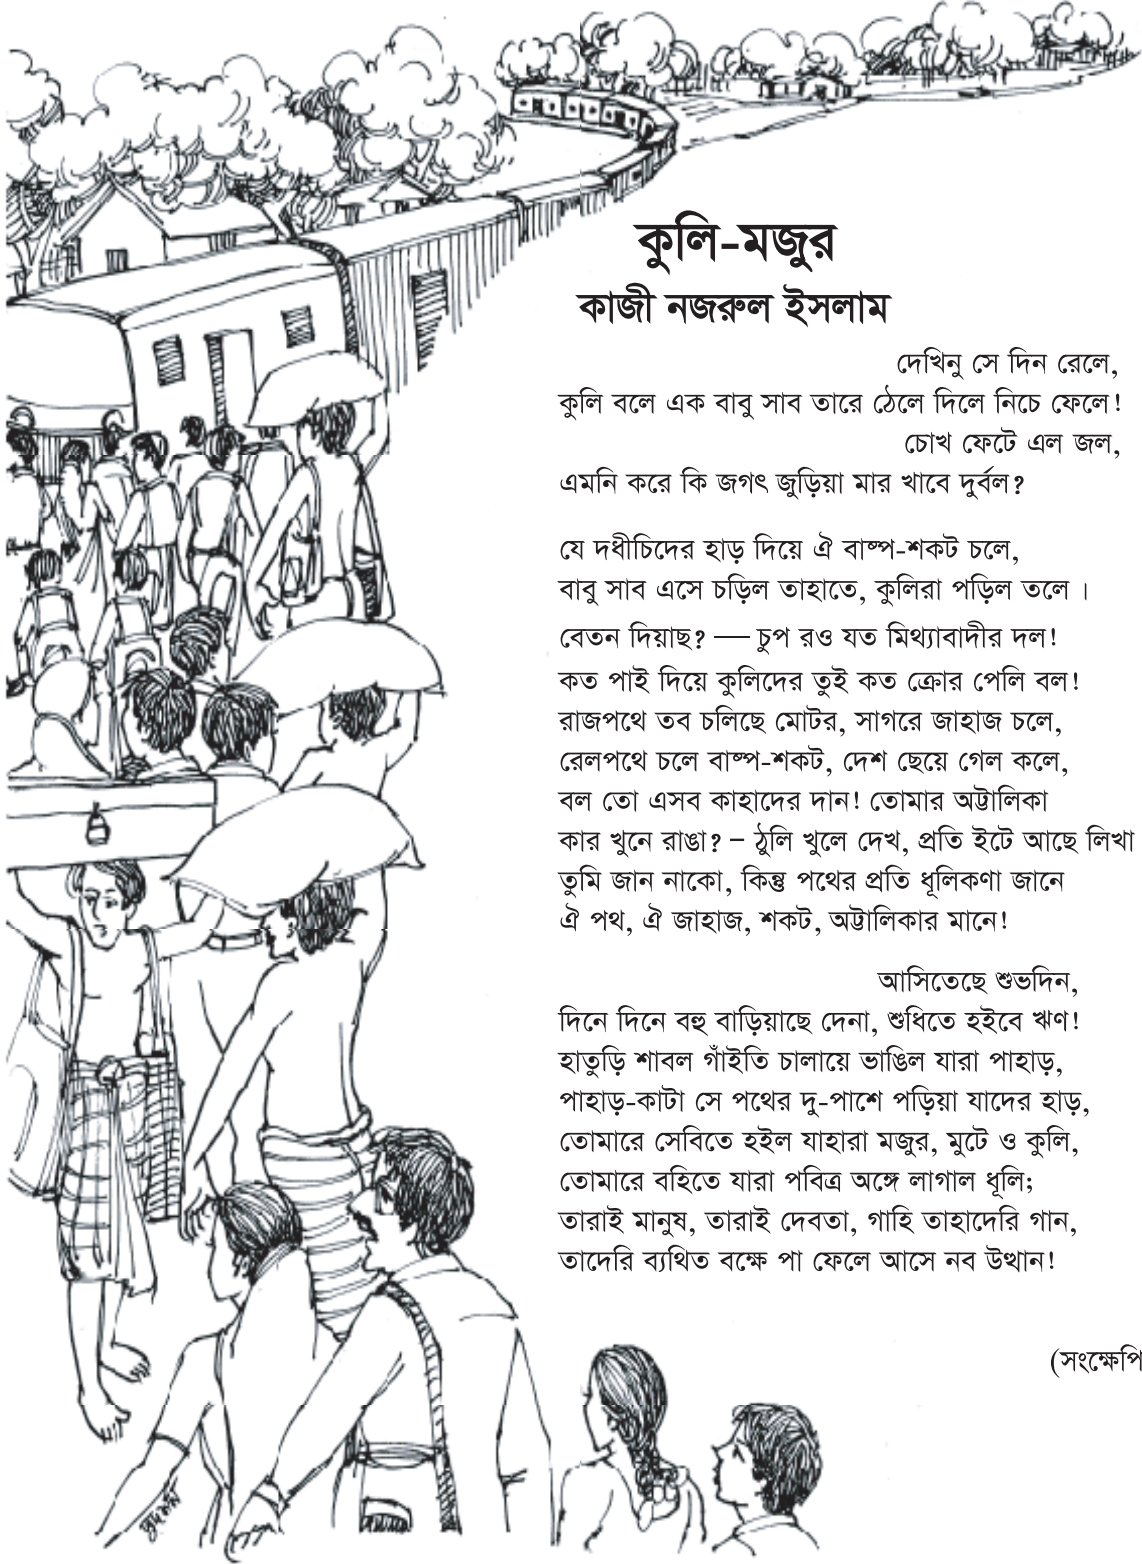 কুলি-মজুর
কাজী নজরুল ইসলাম
দেখিনু সে দিন রেলে,
কুলি বলে এক বাবু সাব তারে ঠেলে দিলে নিচে ফেলে!
চোখ ফেটে এল জল,
এমনি করে কি জগৎ জুড়িয়া মার খাবে দুর্বল?
যে দধীচিদের হাড় দিয়ে ঐ বাষ্প-শকট চলে,
বাবু সাব এসে চড়িল তাহাতে, কুলিরা পড়িল তলে।
বেতন দিয়াছ? — চুপ রও যত মিথ্যাবাদীর দল!
কত পাই দিয়ে কুলিদের তুই কত ক্রোর পেলি বল!
রাজপথে তব চলিছে মোটর, সাগরে জাহাজ চলে,
রেলপথে চলে বাষ্প-শকট, দেশ ছেয়ে গেল কলে,
বল তো এসব কাহাদের দান! তোমার অট্টালিকা
কার খুনে রাঙা? – ঠুলি খুলে দেখ, প্রতি ইটে আছে লিখা
তুমি জান নাকো, কিন্তু পথের প্রতি ধূলিকণা জানে
ঐ পথ, ঐ জাহাজ, শকট, অট্টালিকার মানে!
আসিতেছে শুভদিন,
দিনে দিনে বহু বাড়িয়াছে দেনা, শুধিতে হইবে ঋণ!
হাতুড়ি শাবল গাঁইতি চালায়ে ভাঙিল যারা পাহাড়,
পাহাড়-কাটা সে পথের দু-পাশে পড়িয়া যাদের হাড়,
তোমারে সেবিতে হইল যাহারা মজুর, মুটে ও কুলি,
তোমারে বহিতে যারা পবিত্র অঙ্গে লাগাল ধূলি;
তারাই মানুষ, তারাই দেবতা, গাহি তাহাদেরি গান,
তাদেরি ব্যথিত বক্ষে পা ফেলে আসে নব উত্থান!
(সংক্ষেপি